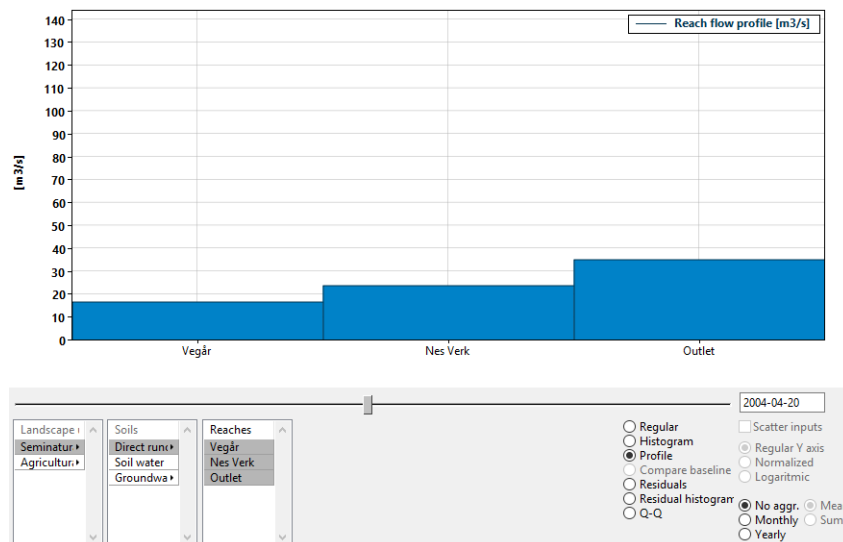 Reach flow profile [m3/s]
140
130
120
110
100
90
80
70
60
50
40
30
20
10
0
[m3/s]
Vegår
Nes Verk
Outlet
2004-04-20
Landscape
Seminatur
Agricultura
Soils
Direct runo
Soil water
Groundwa
Reaches
Vegår
Nes Verk
Outlet
Regular
Histogram
Profile
Compare baseline
Residuals
Residual histogram
Q-Q
Scatter inputs
Regular Y axis
Normalized
Logaritmic
No aggr.
Mea
Monthly
Sum
Yearly